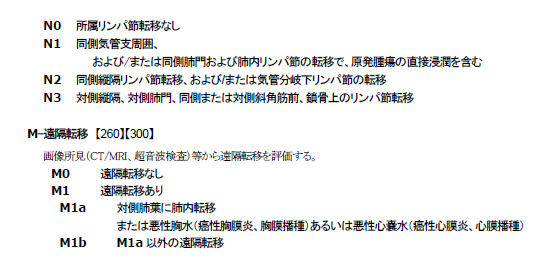 N0 所属リンパ節転移なし
N1 同側気管支周囲、
および/または同側肺門および肺内リンパ節の転移で、原発腫瘍の直接浸潤を含む
N2 同側縦隔リンパ節転移、および/または気管分岐下リンパ節の転移
N3 対側縦隔、対側肺門、同側または対側斜角筋前、鎖骨上のリンパ節転移
M-遠隔転移 【260】【300】
画像所見(CT/MRI、超音波検査)等から遠隔転移を評価する。
M0 遠隔転移なし
M1 遠隔転移あり
M1a 対側肺葉に肺内転移
または悪性胸水(癌性胸膜炎、胸膜播種)あるいは悪性心嚢水(癌性心膜炎、心膜播種)
M1b M1a 以外の遠隔転移